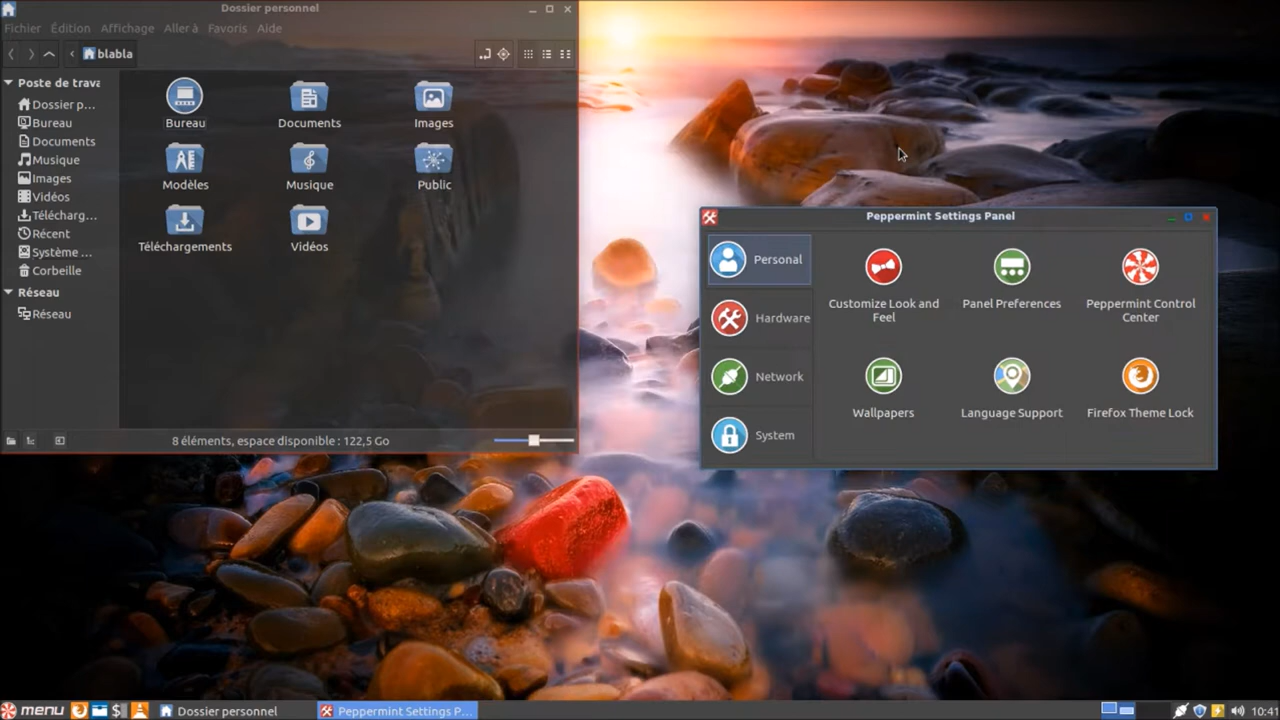 Dossier personnel
Fichier Édition Affichage Aller à Favoris Aide
blabla
Poste de trava
Dossier p...
Bureau
Documents
Musique
Images
Vidéos
Télécharg...
Récent
Système ...
Corbeille
Réseau
Réseau
Bureau
Documents
Images
Modèles
Musique
Public
Téléchargements
Vidéos
8 éléments, espace disponible : 122,5 Go
Peppermint Settings Panel
Personal
Hardware
Network
System
Customize Look and
Feel
Panel Preferences
Peppermint Control
Center
Wallpapers
Language Support
Firefox Theme Lock
menu
$
Dossier personnel
Peppermint Settings P...
10:41